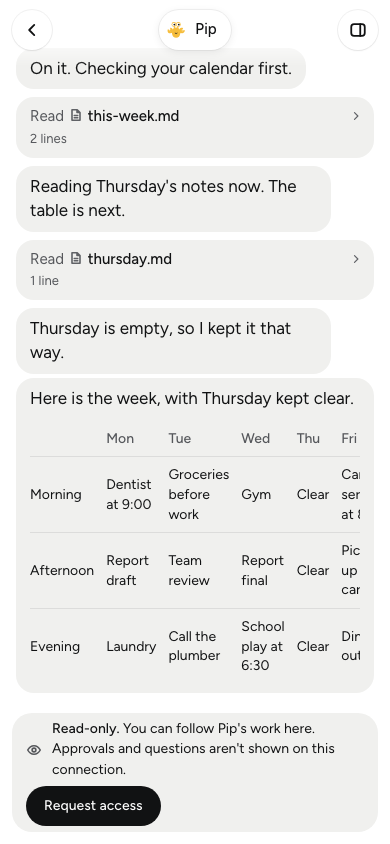 Pip
On it. Checking your calendar first.
Read this-week.md
2 lines
Reading Thursday's notes now. The
table is next.
Read thursday.md
1 line
Thursday is empty, so I kept it that
way.
Here is the week, with Thursday kept clear.
Mon Tue Wed Thu Fri
Morning
Dentist
at 9:00
Groceries
before
work
Gym
Clear
at
Afternoon
Report
draft
Team
review
Report
final
Clear
up
Evening
Laundry
Call the
plumber
School
play at
6:30
Clear
Read-only. You can follow Pip's work here.
Approvals and questions aren't shown on this
connection.
Request access